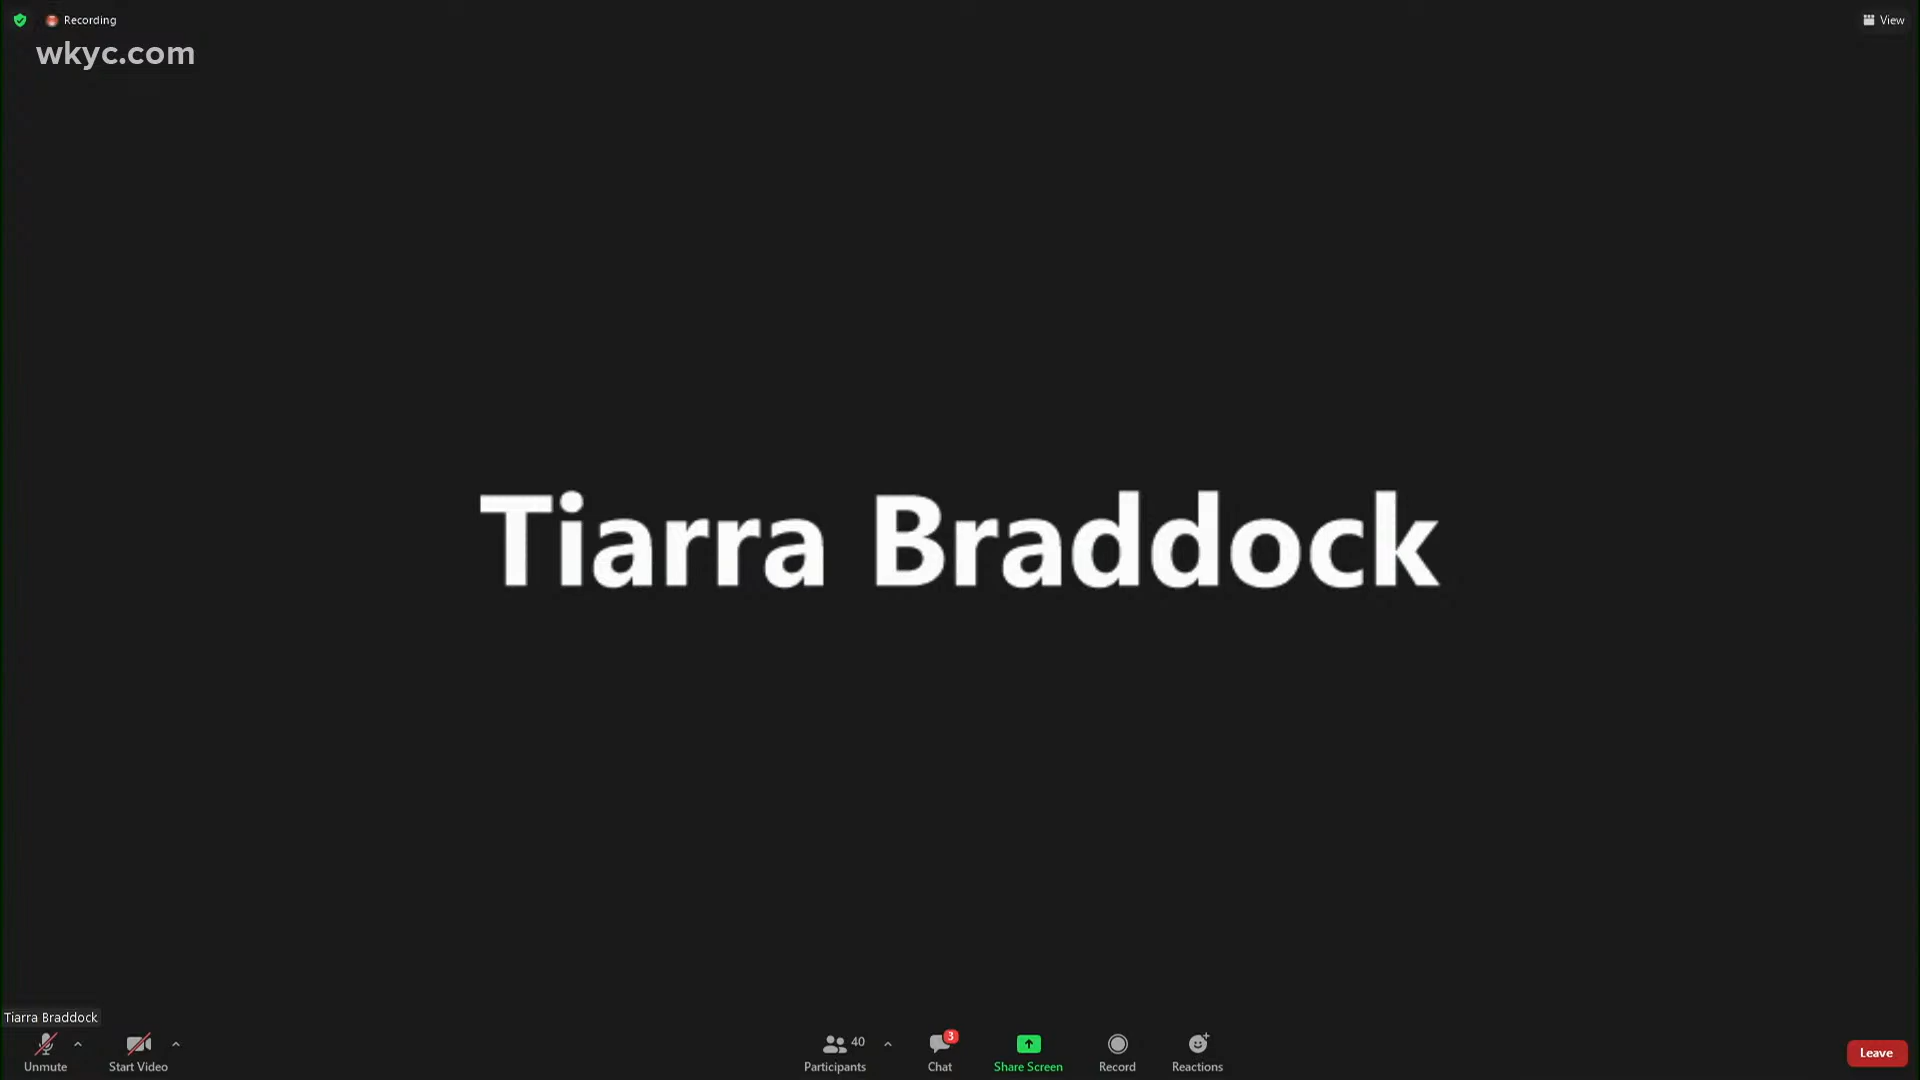 Recording
View
wkyc.com
Tiarra Braddock
Tiarra Braddock
Unmute
Start Video
40
Participants
3
Chat
Share Screen
Record
Reactions
Leave